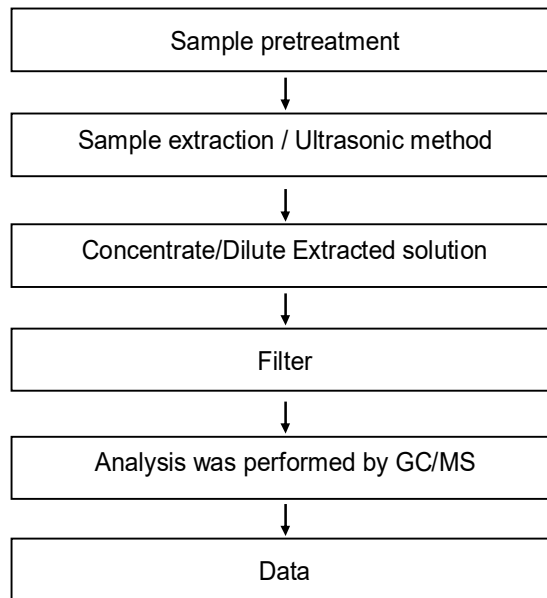 Sample pretreatment
Sample extraction / Ultrasonic method
Concentrate/Dilute Extracted solution
Filter
Analysis was performed by GC/MS
Data